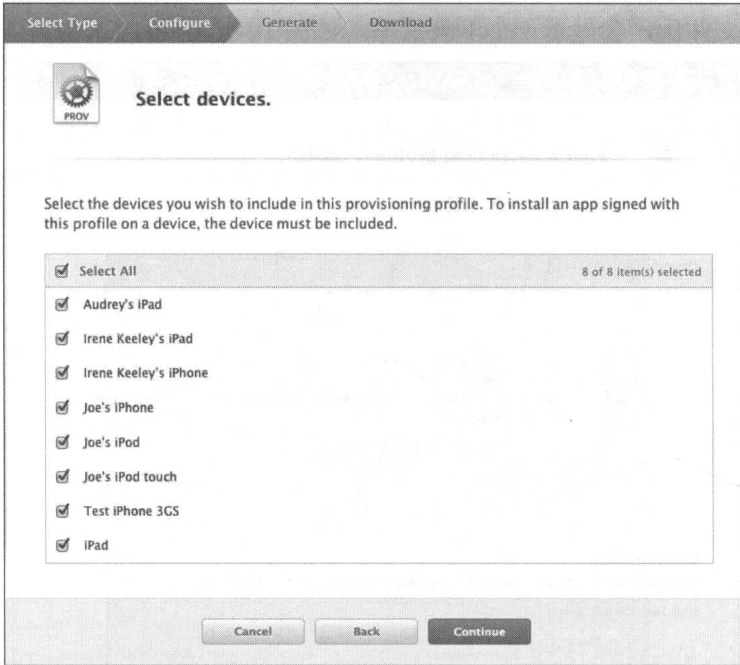 Select Type Configure Generate Download
PROV
Select devices.
Select the devices you wish to include in this provisioning profile. To install an app signed with
this profile on a device, the device must be included.
Select All 8 of 8 item(s) selected
Audrey's iPad
Irene Keeley's iPad
Irene Keeley's iPhone
Joe's iPhone
Joe's iPod
Joe's iPod touch
Test iPhone 3GS
iPad
Cancel Back Continue